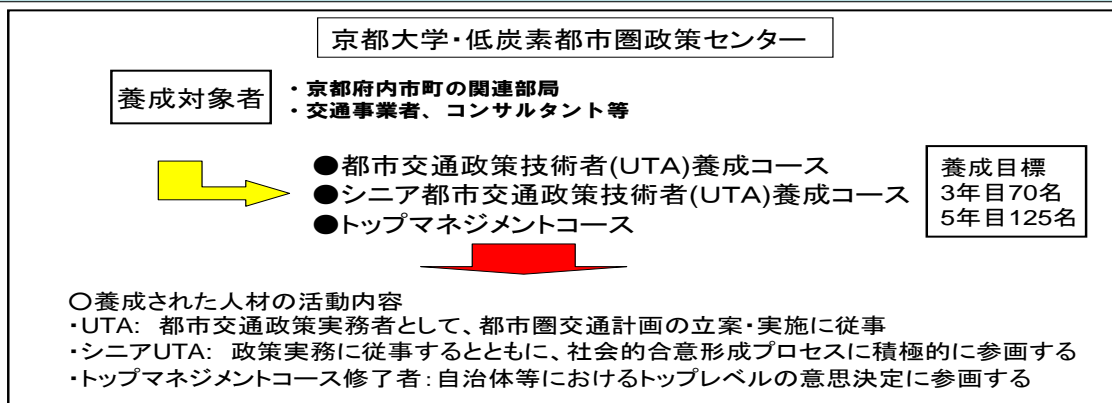 京都大学・低炭素都市圏政策センター
養成対象者
・京都府内市町の関連部局
・交通事業者、コンサルタント等
●都市交通政策技術者(UTA)養成コース
●シニア都市交通政策技術者(UTA)養成コース
●トップマネジメントコース
養成目標
3年目70名
5年目125名
○養成された人材の活動内容
・UTA: 都市交通政策実務者として、都市圏交通計画の立案・実施に従事
・シニアUTA: 政策実務に従事するとともに、社会的合意形成プロセスに積極的に参画する
・トップマネジメントコース修了者:自治体等におけるトップレベルの意思決定に参画する